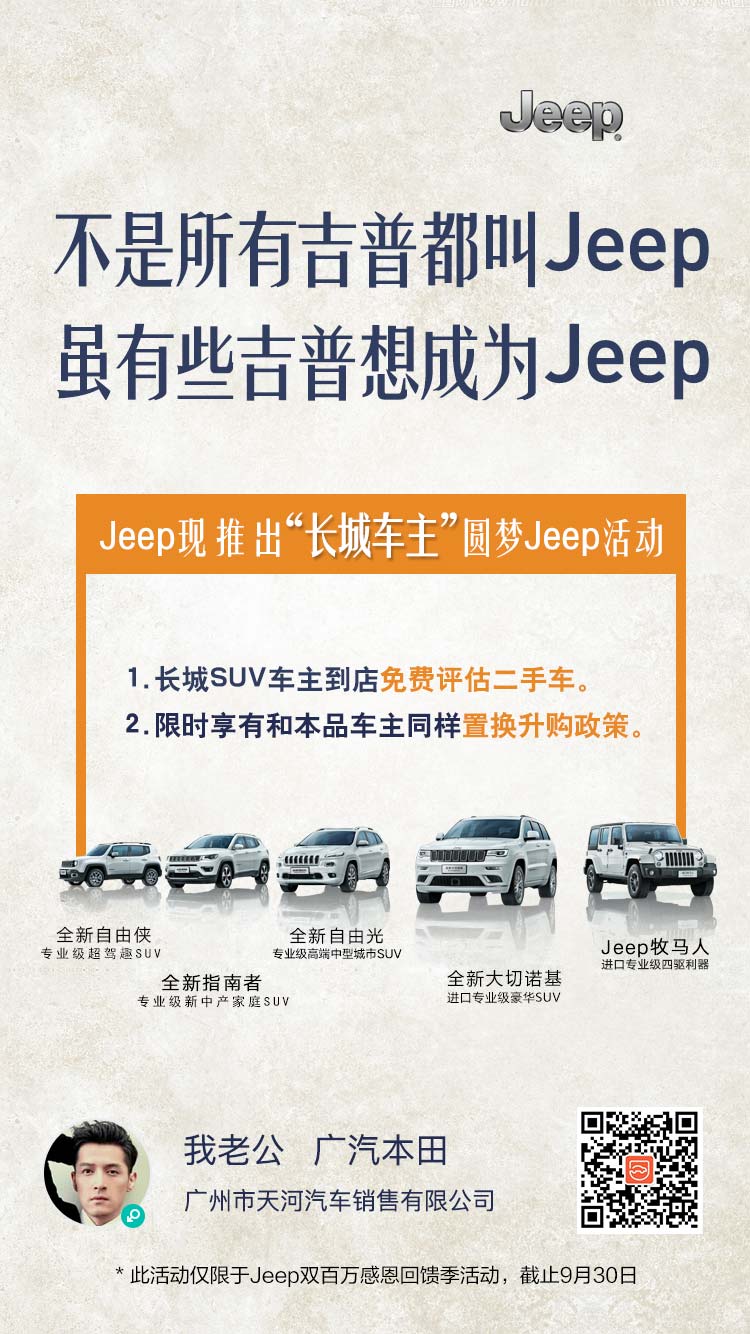 Jeep
不是所有吉普都叫Jeep
虽有些吉普想成为Jeep
Jeep现推出“长城车主”圆梦Jeep活动
1.长城SUV车主到店免费评估二手车。
2.限时享有和本品车主同样置换升购政策。
全新自由侠
专业级超驾趣SUV
全新指南者
专业级新中产家庭SUV
全新自由光
专业级高端中型城市SUV
全新大切诺基
进口专业级豪华SUV
Jeep牧马人
进口专业级四驱利器
我老公 广汽本田
广州市天河汽车销售有限公司
* 此活动仅限于Jeep双百万感恩回馈季活动，截止9月30日